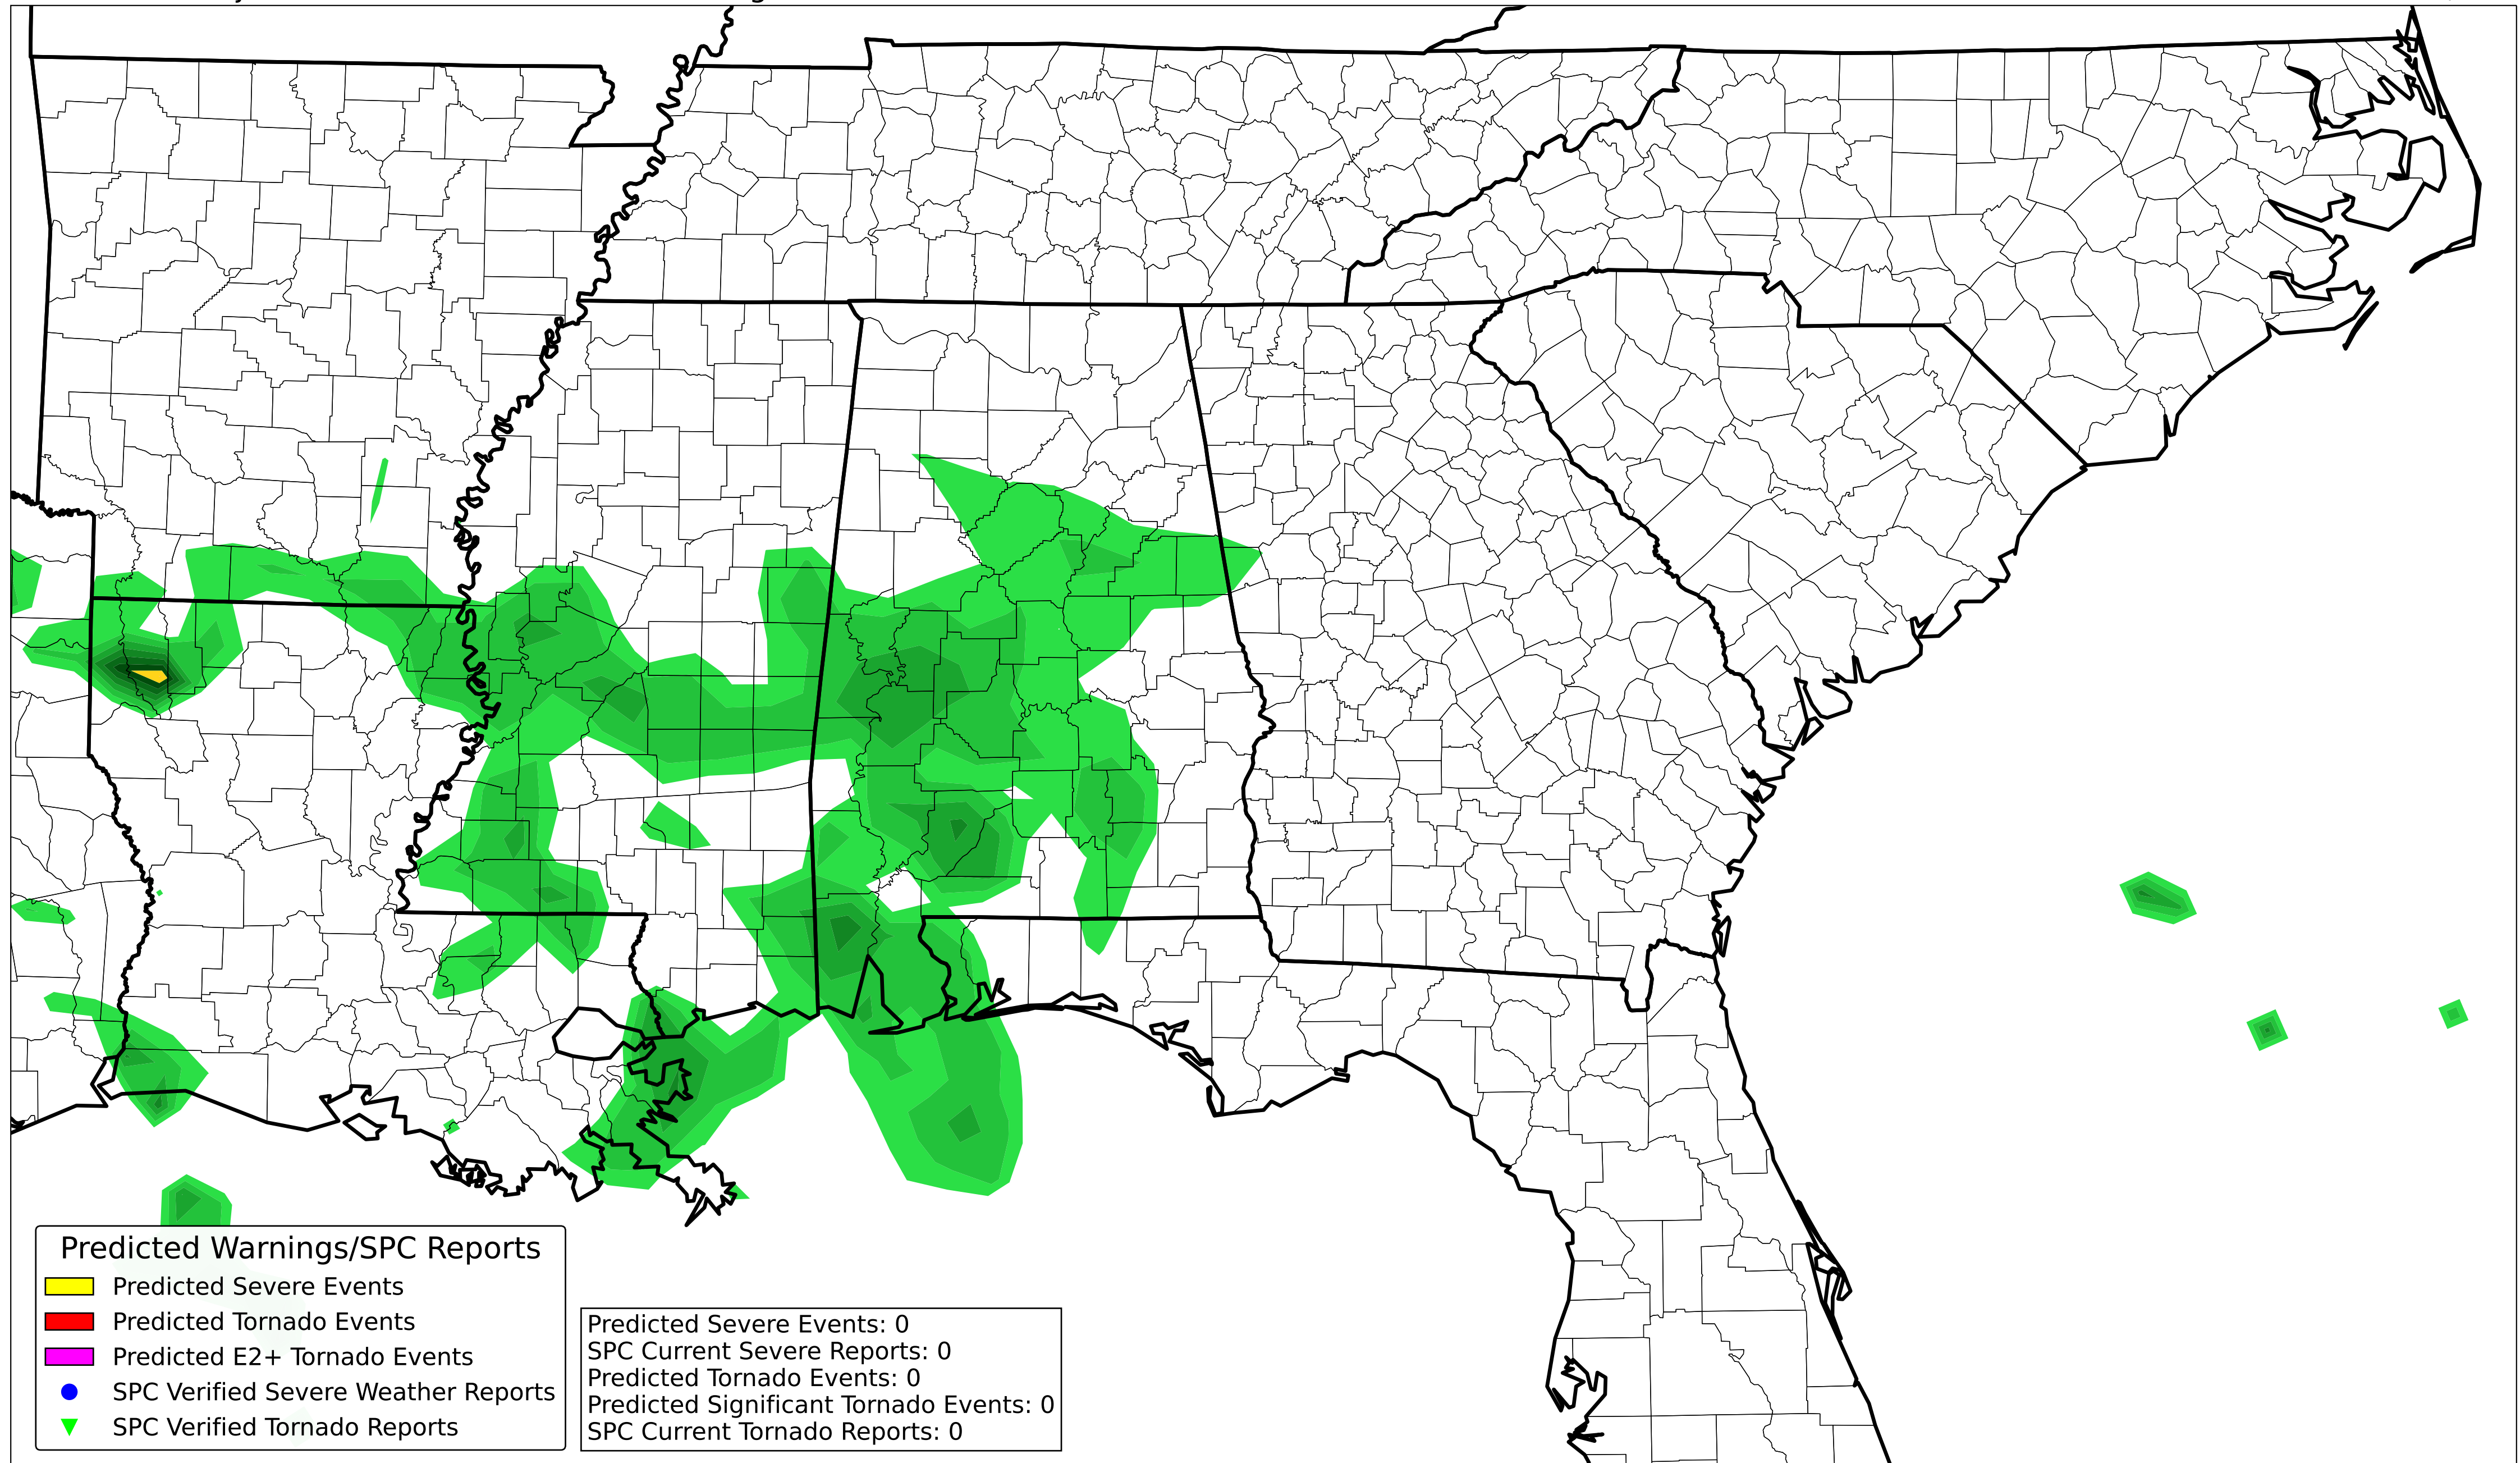 Predicted Warnings/SPC Reports
Predicted Severe Events
Predicted Tornado Events
Predicted E2+ Tornado Events
SPC Verified Severe Weather Reports
SPC Verified Tornado Reports
Predicted Severe Events: 0
SPC Current Severe Reports: 0
Predicted Tornado Events: 0
Predicted Significant Tornado Events: 0
SPC Current Tornado Reports: 0